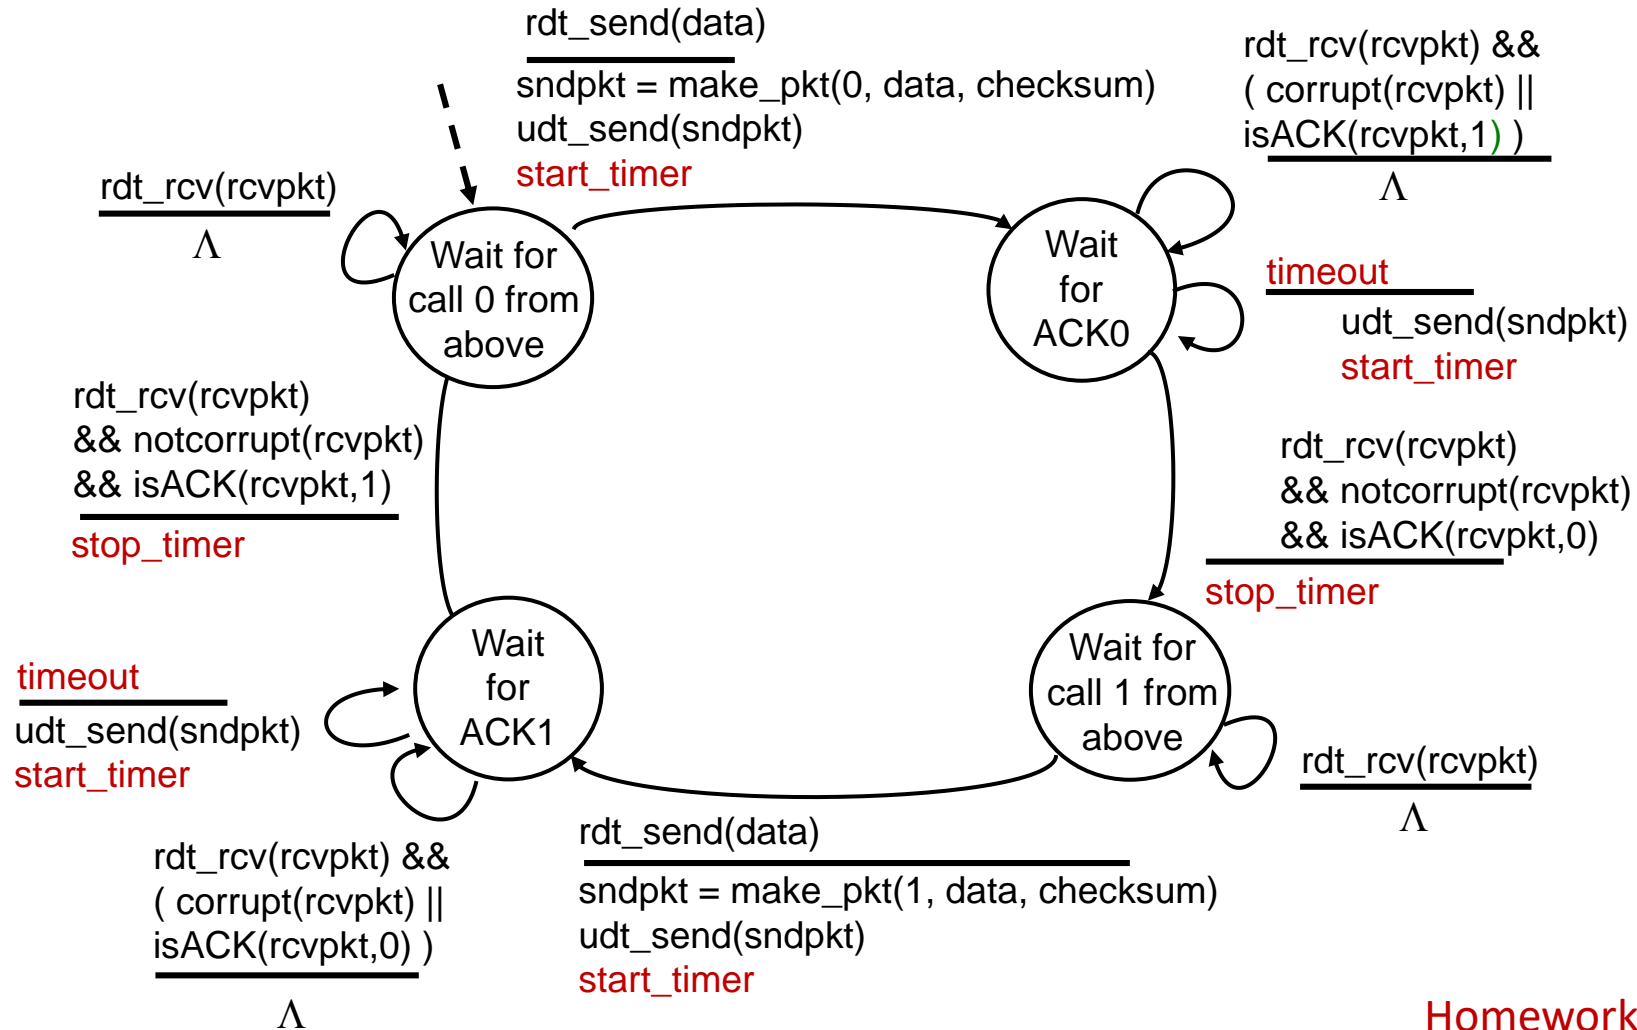 rdt_send(data)
sndpkt = make_pkt(0, data, checksum)
udt_send(sndpkt)
start_timer
rdt_rcv(rcvpkt) &&
( corrupt(rcvpkt) ||
isACK(rcvpkt,1) )
Λ
rdt_rcv(rcvpkt)
Λ
Wait for
call 0 from
above
Wait
for
ACK0
timeout
udt_send(sndpkt)
start_timer
rdt_rcv(rcvpkt)
&& notcorrupt(rcvpkt)
&& isACK(rcvpkt,1)
stop_timer
rdt_rcv(rcvpkt)
&& notcorrupt(rcvpkt)
&& isACK(rcvpkt,0)
stop_timer
Wait
for
ACK1
Wait for
call 1 from
above
timeout
udt_send(sndpkt)
start_timer
rdt_rcv(rcvpkt)
Λ
rdt_rcv(rcvpkt) &&
( corrupt(rcvpkt) ||
isACK(rcvpkt,0) )
Λ
rdt_send(data)
sndpkt = make_pkt(1, data, checksum)
udt_send(sndpkt)
start_timer
Homework